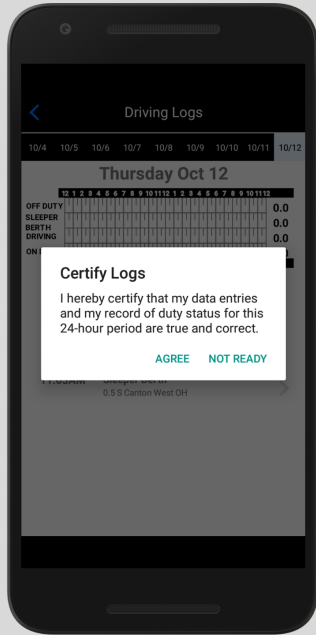 Driving Logs
10/4 10/5 10/6 10/7 10/8 10/9 10/10 10/11 10/12
Thursday Oct 12
12 1 2 3 4 5 6 7 8 9 10 11 12 1 2 3 4 5 6 7 8 9 10 11 12
OFF DUTY 0.0
SLEEPER
BERTH 0.0
DRIVING 0.0
ON
Certify Logs
I hereby certify that my data entries
and my record of duty status for this
24-hour period are true and correct.
AGREE NOT READY
Sleeper Berth
0.5 S Canton West OH